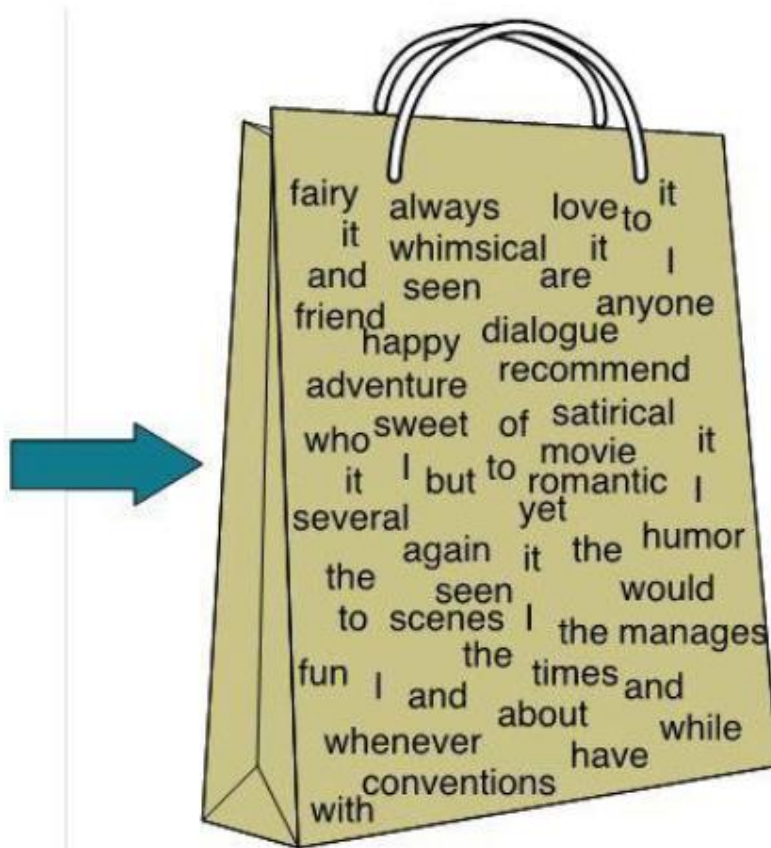 fairy always love to it
it whimsical it I
and seen are anyone
friend happy dialogue
adventure recommend
who sweet of satirical it
it I but to movie romantic I
several yet
again it the humor
the seen would
to scenes I the manages
fun the times and
I and about
whenever have while
conventions
with